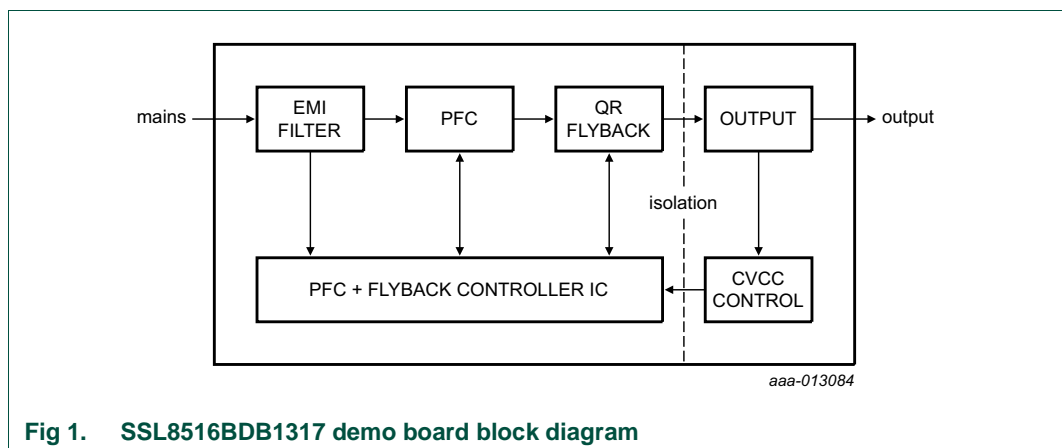 mains
EMI
FILTER
PFC
QR
FLYBACK
OUTPUT
output
isolation
PFC + FLYBACK CONTROLLER IC
CVCC
CONTROL
aaa-013084
Fig 1. SSL8516BDB1317 demo board block diagram